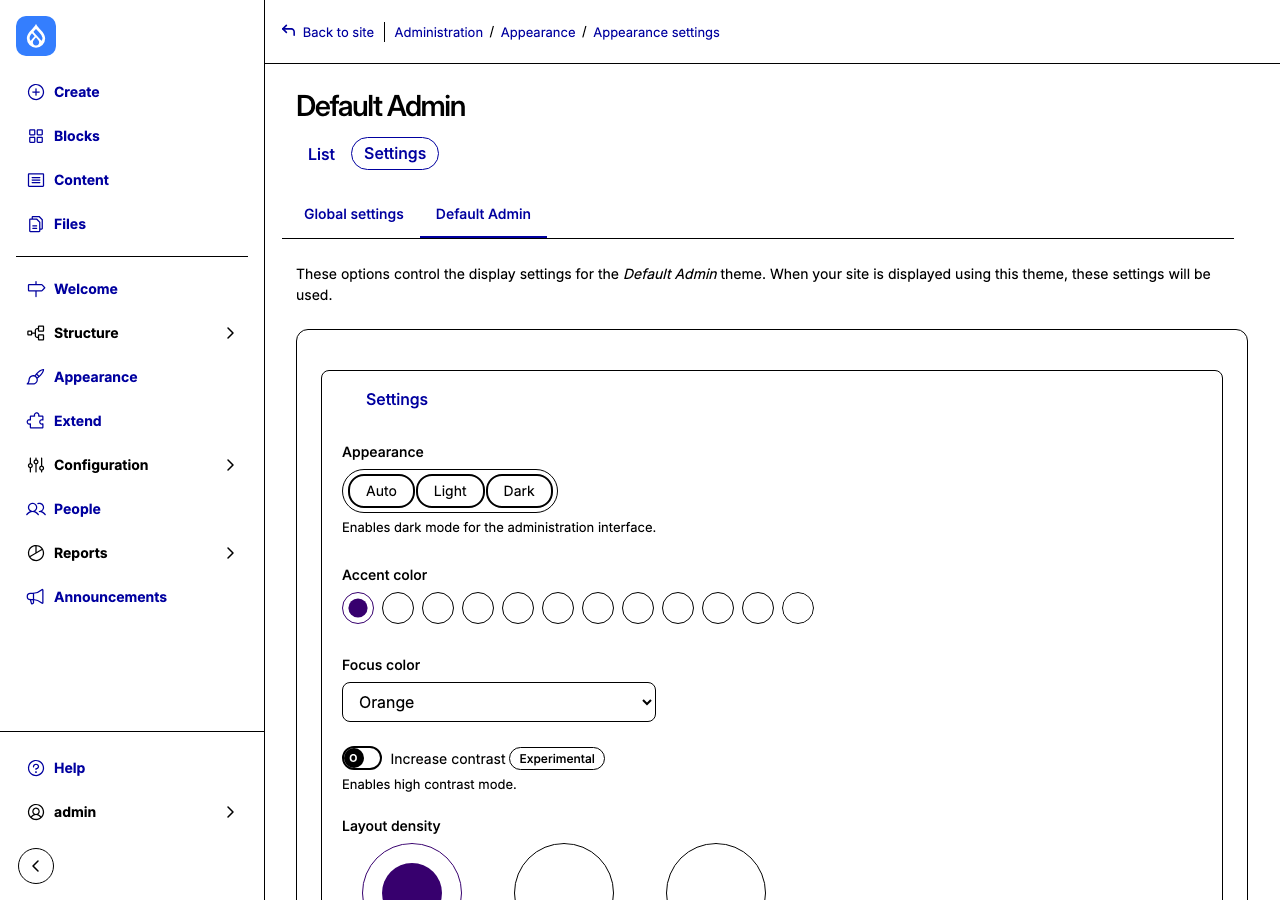 Back to site
Administration / Appearance / Appearance settings
Create
Blocks
Content
Files
Welcome
Structure
Appearance
Extend
Configuration
People
Reports
Announcements
Help
admin
Default Admin
List
Settings
Global settings
Default Admin
These options control the display settings for the Default Admin theme. When your site is displayed using this theme, these settings will be
used.
Settings
Appearance
Auto
Light
Dark
Enables dark mode for the administration interface.
Accent color
Focus color
Orange
Increase contrast Experimental
Enables high contrast mode.
Layout density